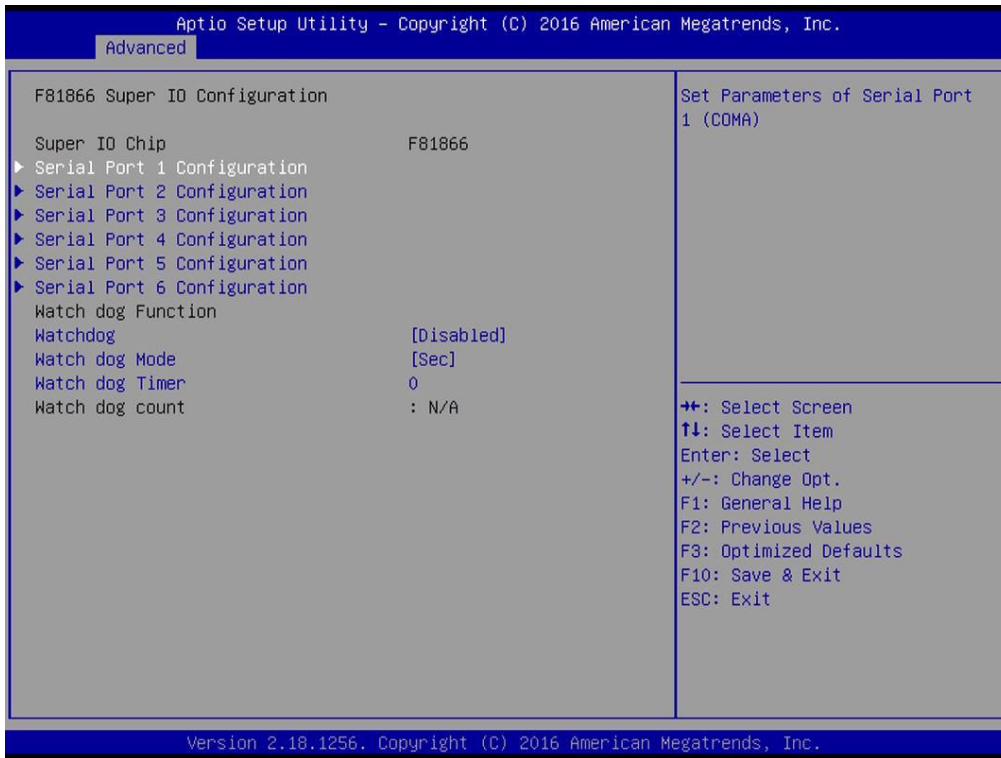 Aptio Setup Utility – Copyright (C) 2016 American Megatrends, Inc.
Advanced
F81866 Super IO Configuration
Super IO Chip F81866
Serial Port 1 Configuration
Serial Port 2 Configuration
Serial Port 3 Configuration
Serial Port 4 Configuration
Serial Port 5 Configuration
Serial Port 6 Configuration
Watch dog Function
Watchdog [Disabled]
Watch dog Mode [Sec]
Watch dog Timer 0
Watch dog count : N/A
Set Parameters of Serial Port
1 (COMA)
→←: Select Screen
↑↓: Select Item
Enter: Select
+/-: Change Opt.
F1: General Help
F2: Previous Values
F3: Optimized Defaults
F10: Save & Exit
ESC: Exit
Version 2.18.1256. Copyright (C) 2016 American Megatrends, Inc.